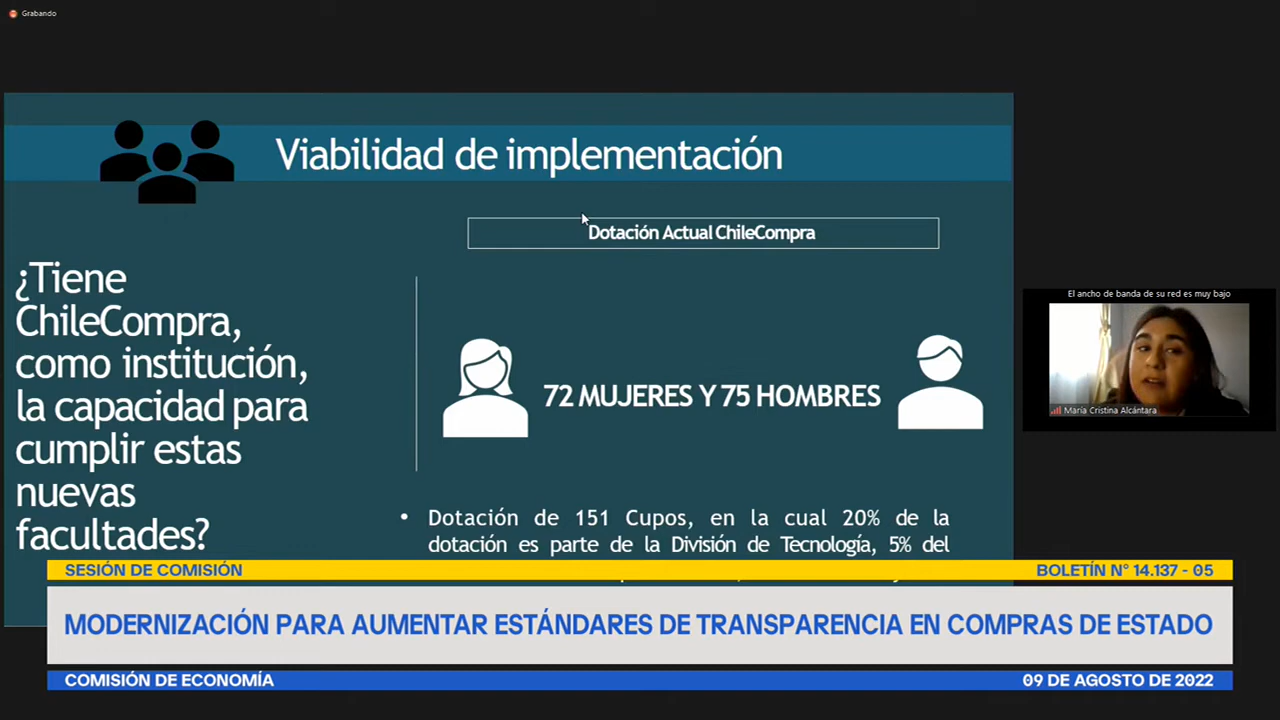 Grabando
Viabilidad de implementación
Dotación Actual ChileCompra
¿Tiene
ChileCompra,
como institución,
la capacidad para
cumplir estas
nuevas
facultades?
72 MUJERES Y 75 HOMBRES
• Dotación de 151 Cupos, en la cual 20% de la
dotación es parte de la División de Tecnología, 5% del
El ancho de banda de su red es muy bajo
María Cristina Alcántara
SESIÓN DE COMISIÓN
BOLETÍN N° 14.137 - 05
MODERNIZACIÓN PARA AUMENTAR ESTÁNDARES DE TRANSPARENCIA EN COMPRAS DE ESTADO
COMISIÓN DE ECONOMÍA
09 DE AGOSTO DE 2022